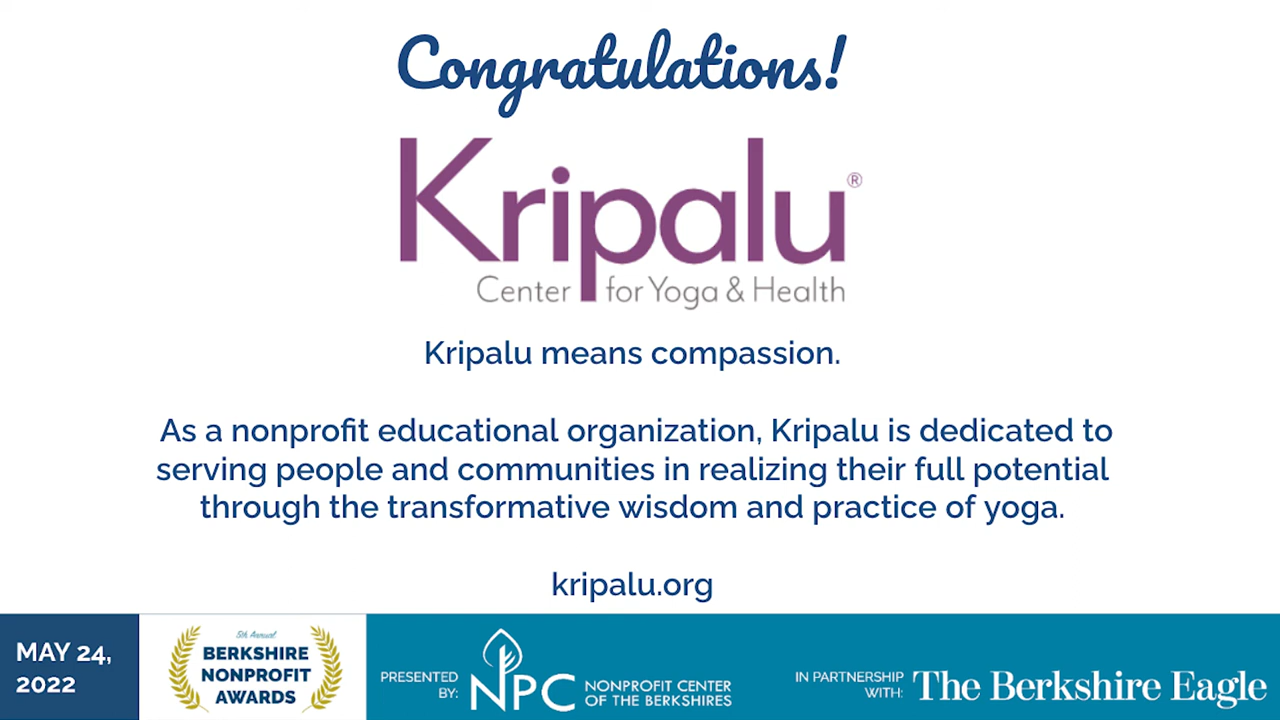 Congratulations!
Kripalu®
Center for Yoga & Health
Kripalu means compassion.
As a nonprofit educational organization, Kripalu is dedicated to
serving people and communities in realizing their full potential
through the transformative wisdom and practice of yoga.
kripalu.org
MAY 24,
2022
5th Annual
BERKSHIRE
NONPROFIT
AWARDS
PRESENTED
BY:
NPC
NONPROFIT CENTER
OF THE BERKSHIRES
IN PARTNERSHIP
WITH:
The Berkshire Eagle